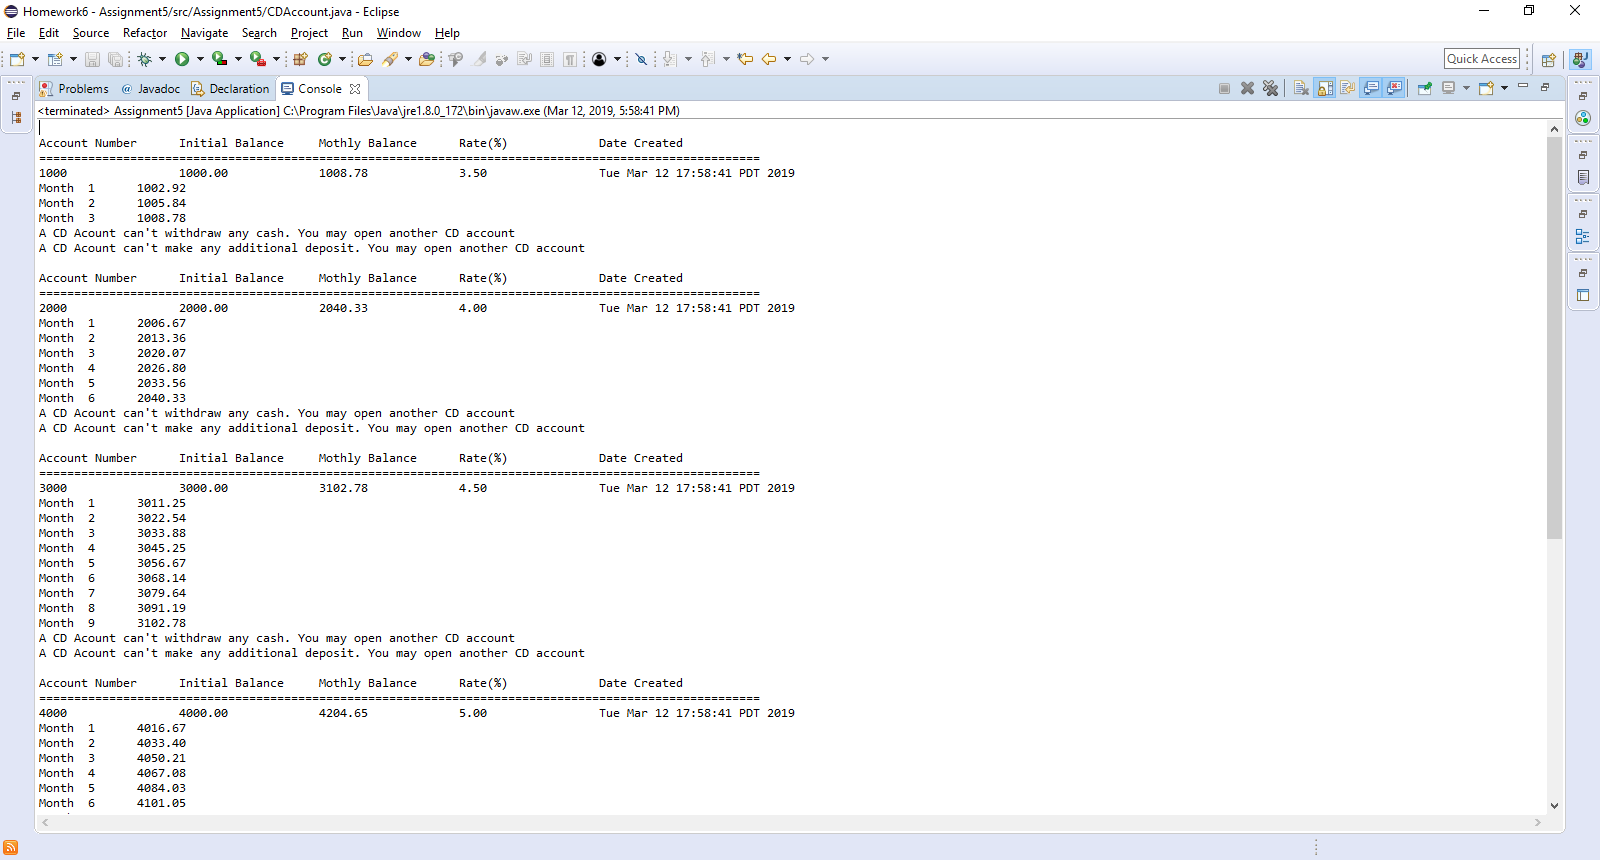 Homework6 - Assignment5/src/Assignment5/CDAccount.java - Eclipse
File Edit Source Refactor Navigate Search Project Run Window Help
Quick Access
Problems @ Javadoc Declaration Console
<terminated> Assignment5 [Java Application] C:\Program Files\Java\jre1.8.0_172\bin\javaw.exe (Mar 12, 2019, 5:58:41 PM)
Account Number Initial Balance Mothly Balance Rate(%) Date Created
=======================================================================================================
1000 1000.00 1008.78 3.50 Tue Mar 12 17:58:41 PDT 2019
Month 1 1002.92
Month 2 1005.84
Month 3 1008.78
A CD Acount can't withdraw any cash. You may open another CD account
A CD Acount can't make any additional deposit. You may open another CD account
Account Number Initial Balance Mothly Balance Rate(%) Date Created
=======================================================================================================
2000 2000.00 2040.33 4.00 Tue Mar 12 17:58:41 PDT 2019
Month 1 2006.67
Month 2 2013.36
Month 3 2020.07
Month 4 2026.80
Month 5 2033.56
Month 6 2040.33
A CD Acount can't withdraw any cash. You may open another CD account
A CD Acount can't make any additional deposit. You may open another CD account
Account Number Initial Balance Mothly Balance Rate(%) Date Created
=======================================================================================================
3000 3000.00 3102.78 4.50 Tue Mar 12 17:58:41 PDT 2019
Month 1 3011.25
Month 2 3022.54
Month 3 3033.88
Month 4 3045.25
Month 5 3056.67
Month 6 3068.14
Month 7 3079.64
Month 8 3091.19
Month 9 3102.78
A CD Acount can't withdraw any cash. You may open another CD account
A CD Acount can't make any additional deposit. You may open another CD account
Account Number Initial Balance Mothly Balance Rate(%) Date Created
=======================================================================================================
4000 4000.00 4204.65 5.00 Tue Mar 12 17:58:41 PDT 2019
Month 1 4016.67
Month 2 4033.40
Month 3 4050.21
Month 4 4067.08
Month 5 4084.03
Month 6 4101.05